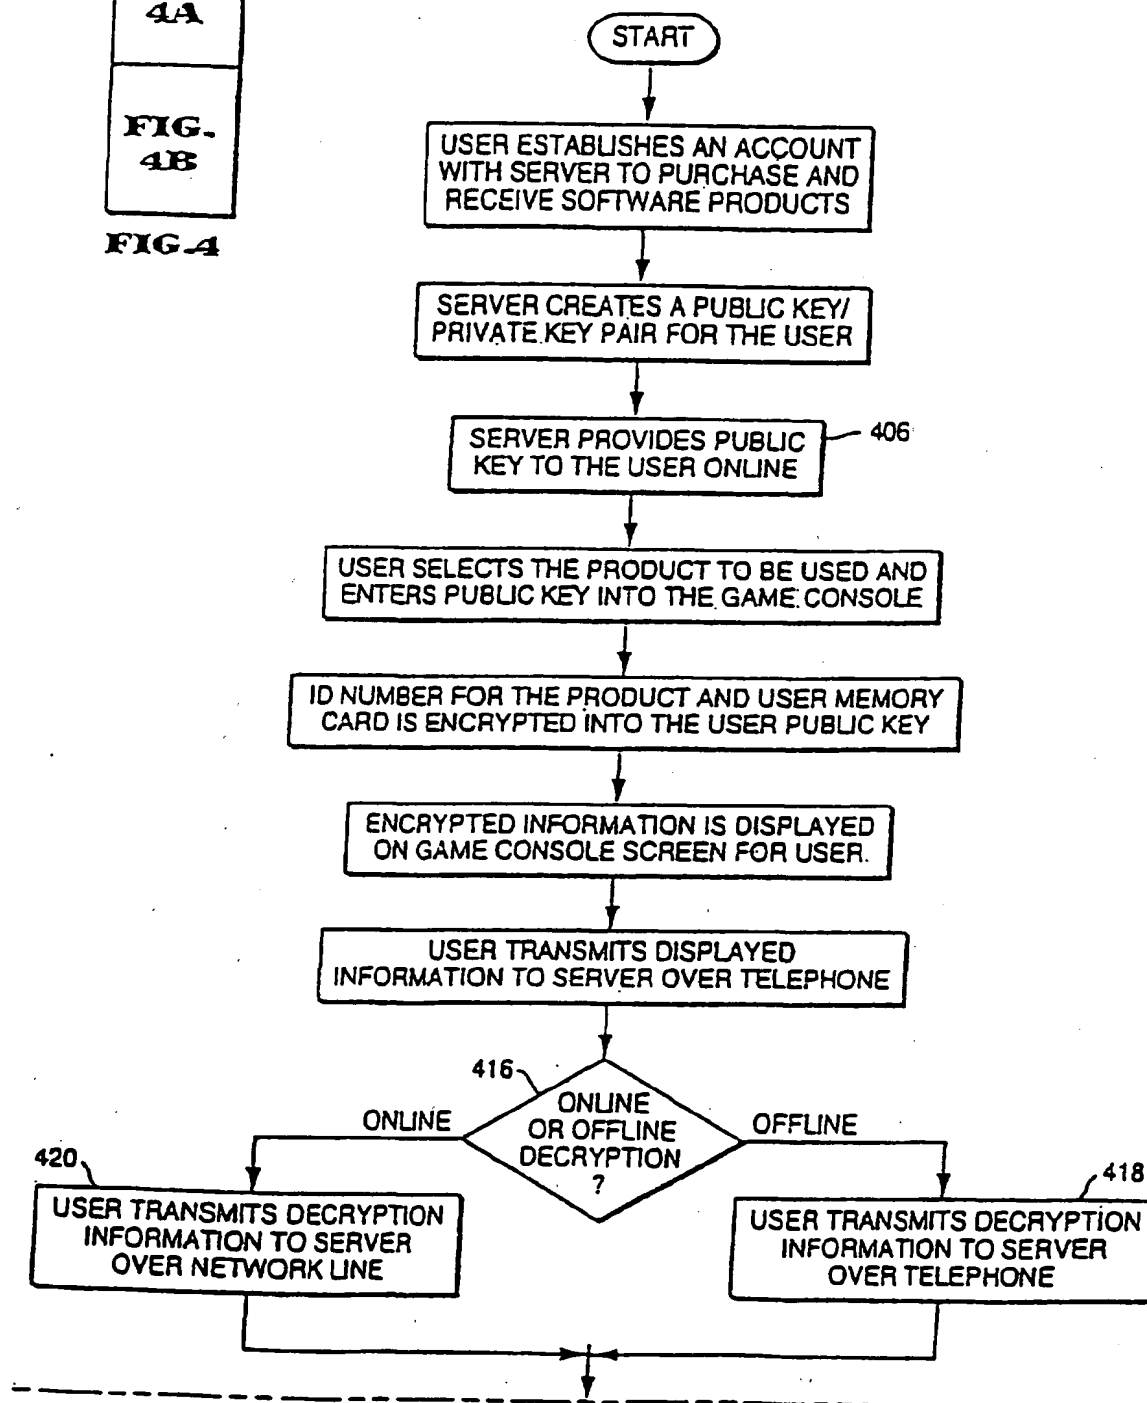 4A
FIG.
4B
FIG.4
START
USER ESTABLISHES AN ACCOUNT
WITH SERVER TO PURCHASE AND
RECEIVE SOFTWARE PRODUCTS
SERVER CREATES A PUBLIC KEY/
PRIVATE KEY PAIR FOR THE USER
SERVER PROVIDES PUBLIC
KEY TO THE USER ONLINE
406
USER SELECTS THE PRODUCT TO BE USED AND
ENTERS PUBLIC KEY INTO THE GAME CONSOLE
ID NUMBER FOR THE PRODUCT AND USER MEMORY
CARD IS ENCRYPTED INTO THE USER PUBLIC KEY
ENCRYPTED INFORMATION IS DISPLAYED
ON GAME CONSOLE SCREEN FOR USER.
USER TRANSMITS DISPLAYED
INFORMATION TO SERVER OVER TELEPHONE
416
ONLINE
OR OFFLINE
DECRYPTION
?
ONLINE
OFFLINE
420
USER TRANSMITS DECRYPTION
INFORMATION TO SERVER
OVER NETWORK LINE
418
USER TRANSMITS DECRYPTION
INFORMATION TO SERVER
OVER TELEPHONE